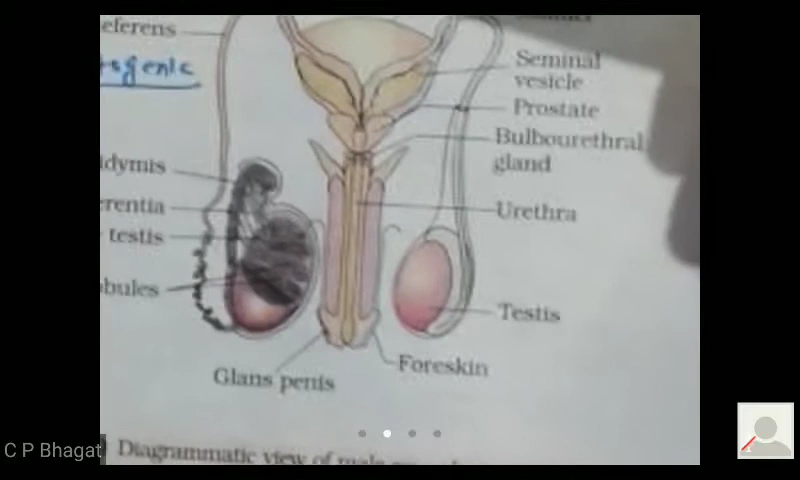 eferens
Seminal
vesicle
Prostate
Bulbourethral
gland
Urethra
Testis
Foreskin
Glans penis
idymis
erentia
testis
bules
C P Bhagat
Diagrammatic view of male